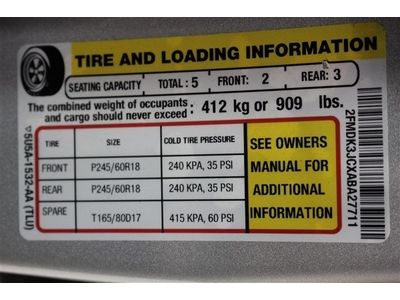 TIRE AND LOADING INFORMATION
SEATING CAPACITY TOTAL : 5 FRONT: 2 REAR: 3
The combined weight of occupants and cargo should never exceed : 412 kg or 909 lbs.
TIRE SIZE COLD TIRE PRESSURE
FRONT P245/60R18 240 KPA, 35 PSI
REAR P245/60R18 240 KPA, 35 PSI
SPARE T165/80D17 415 KPA, 60 PSI
SEE OWNERS
MANUAL FOR
ADDITIONAL
INFORMATION
5U5A-1532-AA (TLU)
2FMDK3JCXABA27711